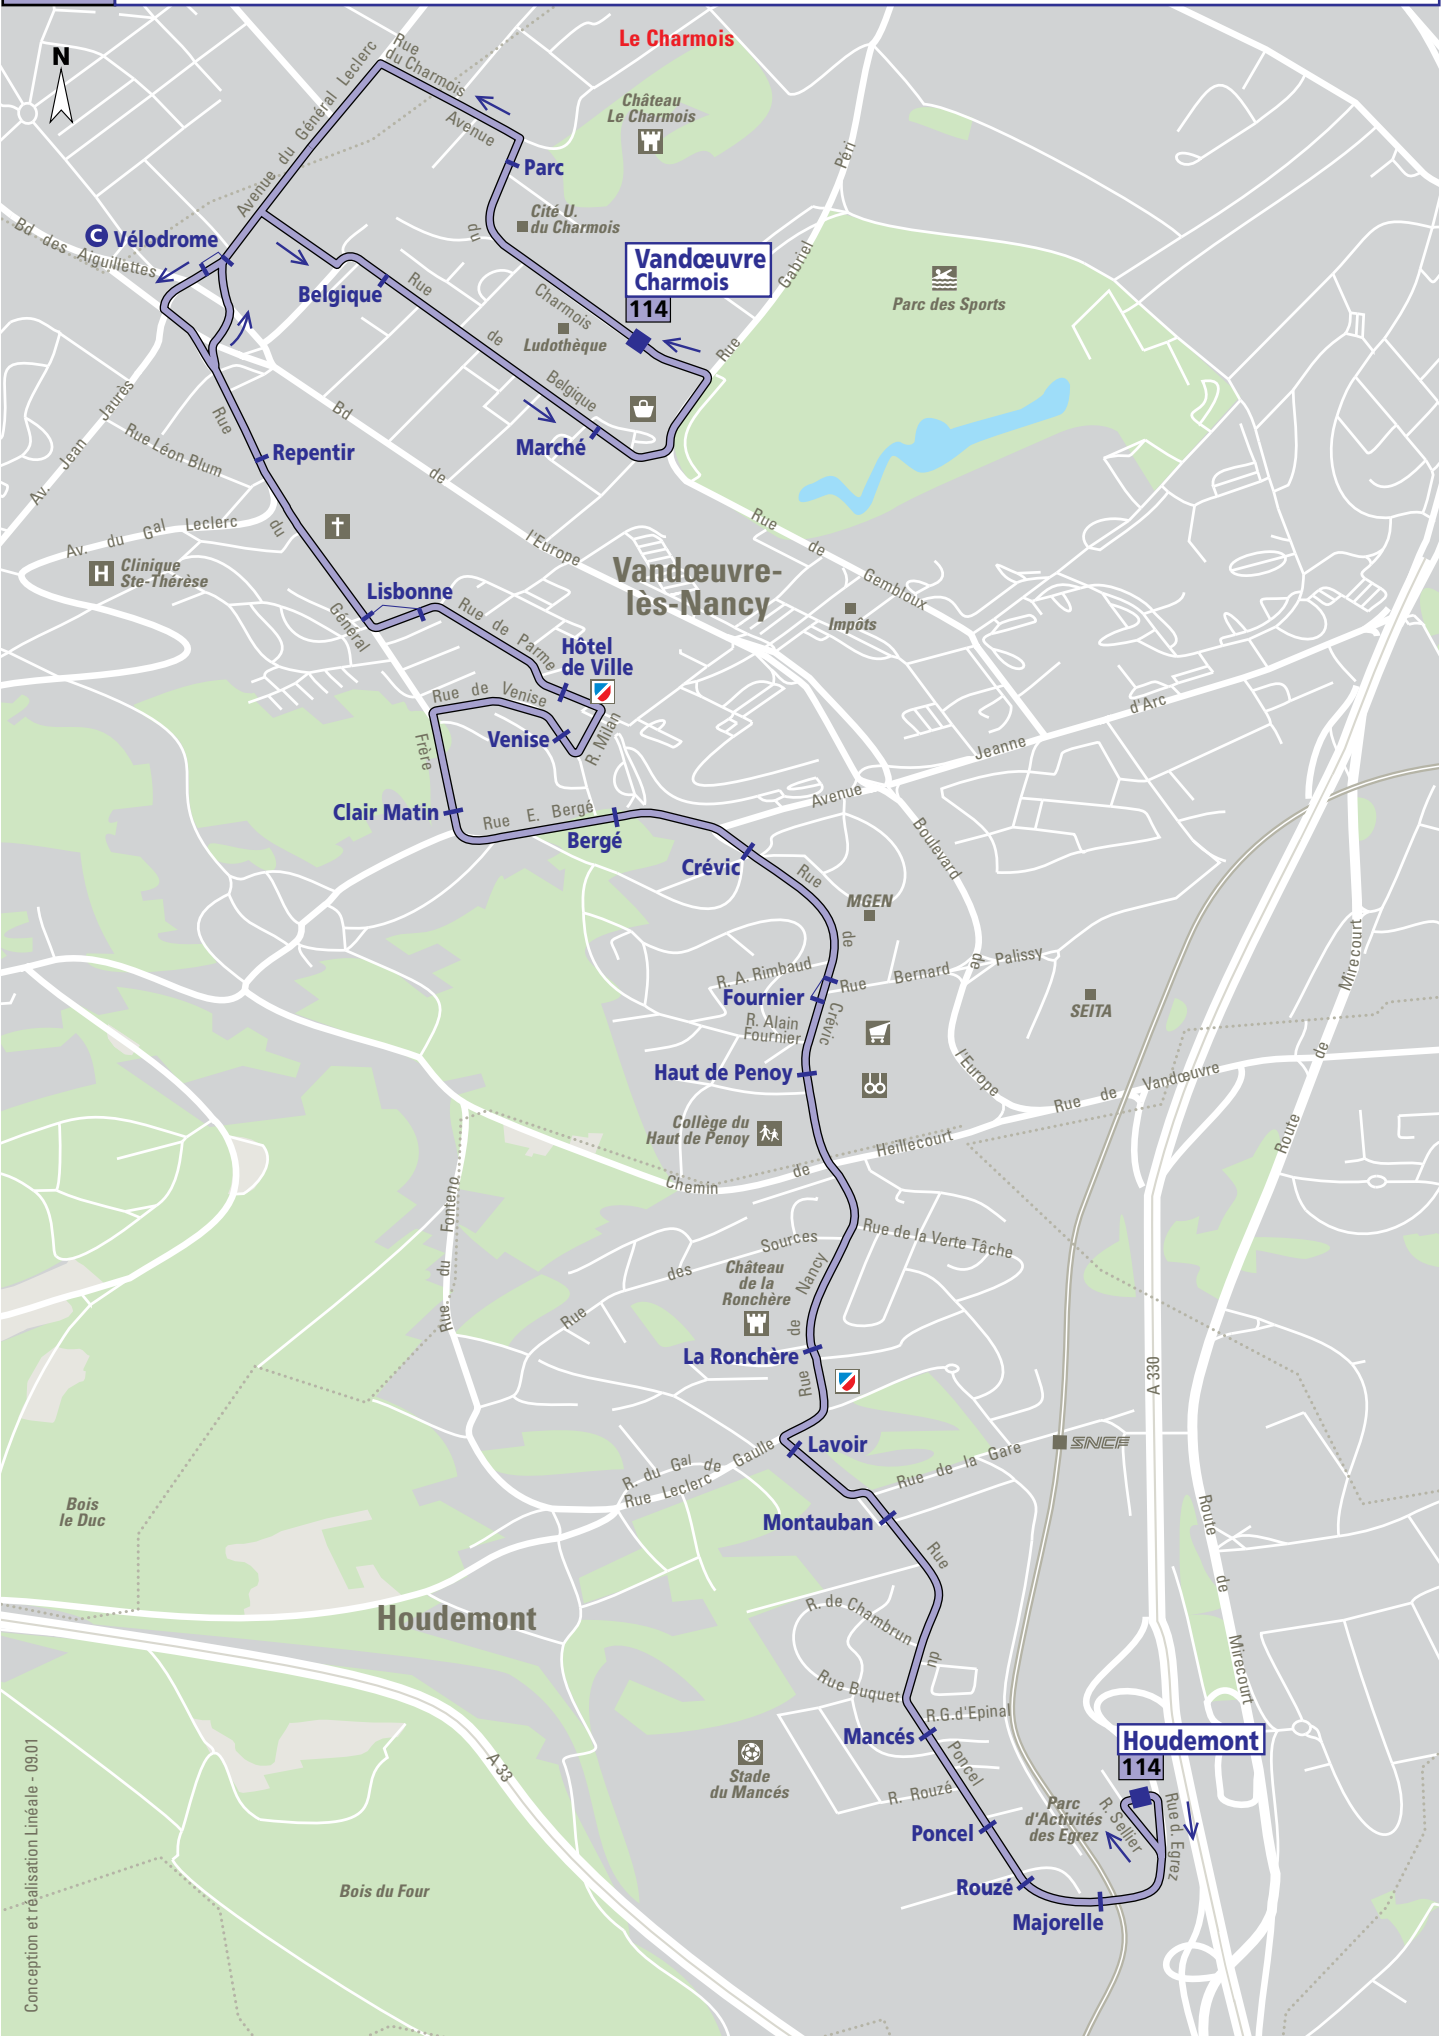 N
Le Charmois
Rue
du Charmois
Avenue du Général Leclerc
Avenue
Château
Le Charmois
Parc
Péri
Cité U.
du Charmois
du
Bd des Aiguillettes
C Vélodrome
Vandœuvre
Charmois
114
Gabriel
Parc des Sports
Belgique
Rue
de
Belgique
Charmois
Ludothèque
Rue
Marché
Av. Jean Jaurès
Rue Léon Blum
Rue
Repentir
Bd
de
l'Europe
Av. du Gal Leclerc
du
H
Clinique
Ste-Thérèse
Rue
de
Gembloux
Vandœuvre-
lès-Nancy
Impôts
Lisbonne
Général
Rue de Parme
Hôtel
de Ville
Rue de Venise
R. Milan
Venise
Frère
d'Arc
Jeanne
Avenue
Clair Matin
Rue E. Bergé
Bergé
Crévic
Boulevard
Rue
MGEN
de
R. A. Rimbaud
Rue Bernard
de
Palissy
Fournier
Crévic
R. Alain
Fournier
SEITA
Mirecourt
Haut de Penoy
l'Europe
de
Rue de Vandœuvre
Route
Collège du
Haut de Penoy
Heillecourt
de
Chemin
Rue du Fonteno
Rue de la Verte Tâche
Sources
des
Rue
Château
de la
Ronchère
Nancy
de
Rue
La Ronchère
A 330
SNCF
Lavoir
R. du Gal de Gaulle
Rue Leclerc
Rue de la Gare
Bois
le Duc
Montauban
Route
de
Mirecourt
Rue
R. de Chambrun
Houdemont
du
Rue Buquet
R.G.d'Epinal
Mancés
Poncel
Houdemont
114
A 33
Stade
du Mancés
R. Rouzé
Parc
d'Activités
des Egrez
R. Sellier
Rue d. Egrez
Poncel
Rouzé
Majorelle
Bois du Four
Conception et réalisation Linéale - 09.01